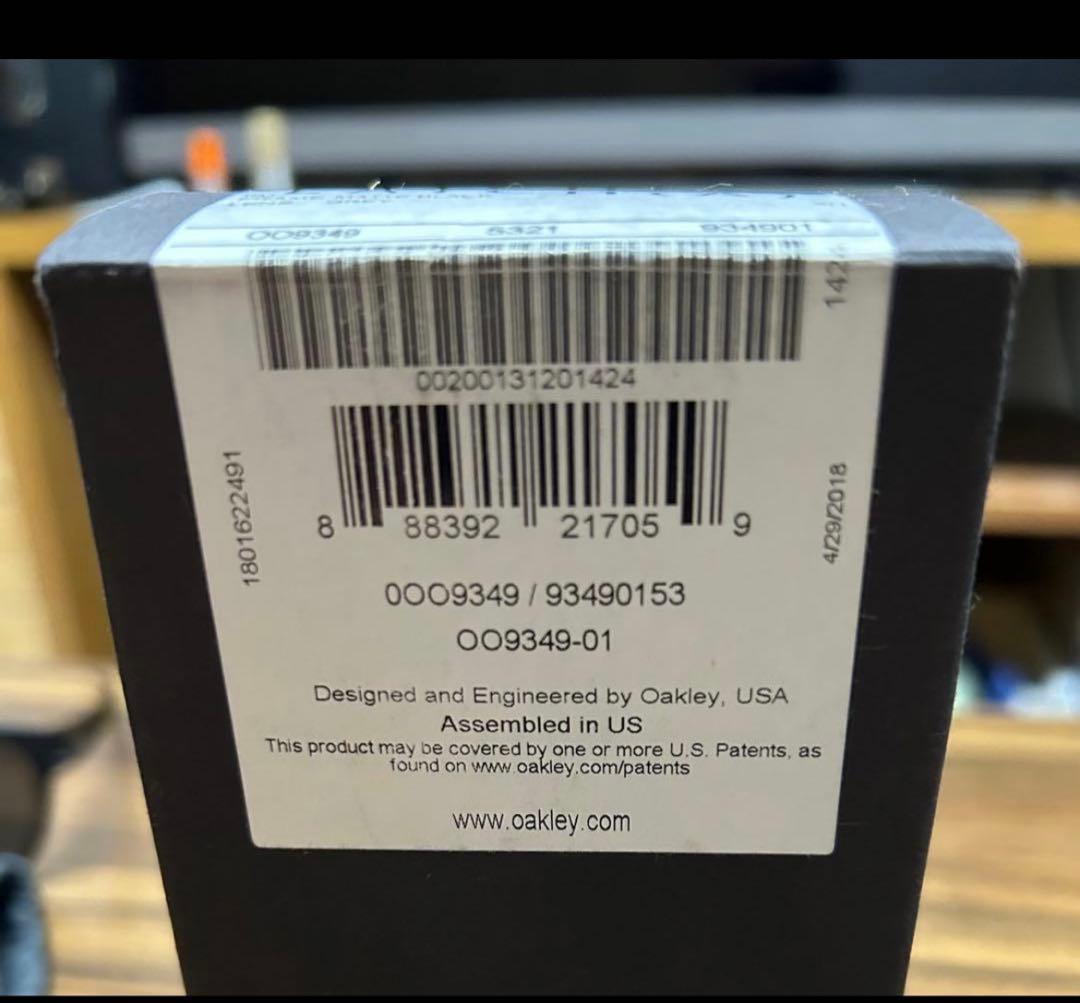 OO9349 5321 934901
00200131201424
8 88392 21705 9
1801622491
4/29/2018
0OO9349 / 93490153
OO9349-01
Designed and Engineered by Oakley, USA
Assembled in US
This product may be covered by one or more U.S. Patents, as
found on www.oakley.com/patents
www.oakley.com